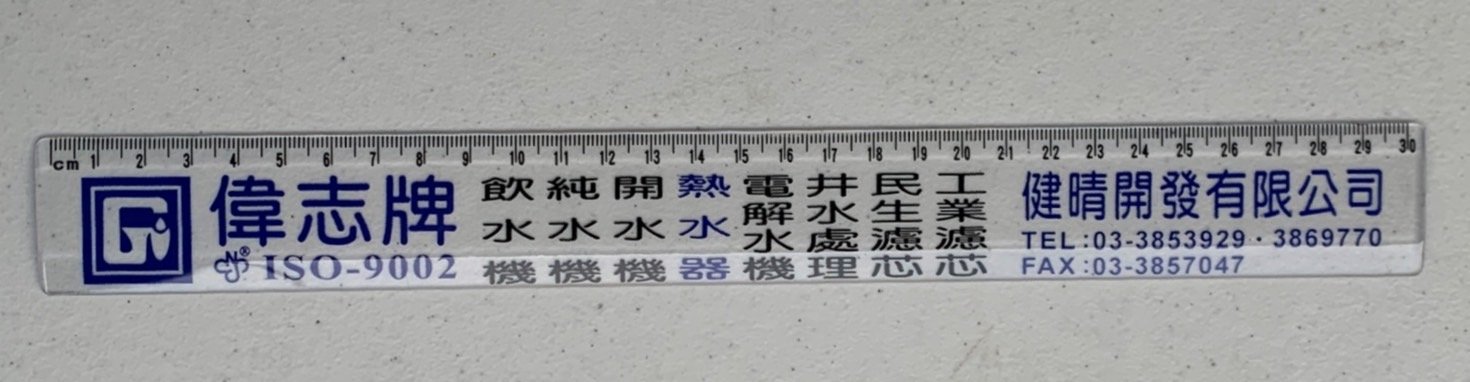 cm 1 2 3 4 5 6 7 8 9 10 11 12 13 14 15 16 17 18 19 20 21 22 23 24 25 26 27 28 29 30
偉志牌
CNS® ISO-9002
飲水機
純水機
開水機
熱水器
電解水機
井水處理
民生濾芯
工業濾芯
健晴開發有限公司
TEL:03-3853929·3869770
FAX:03-3857047